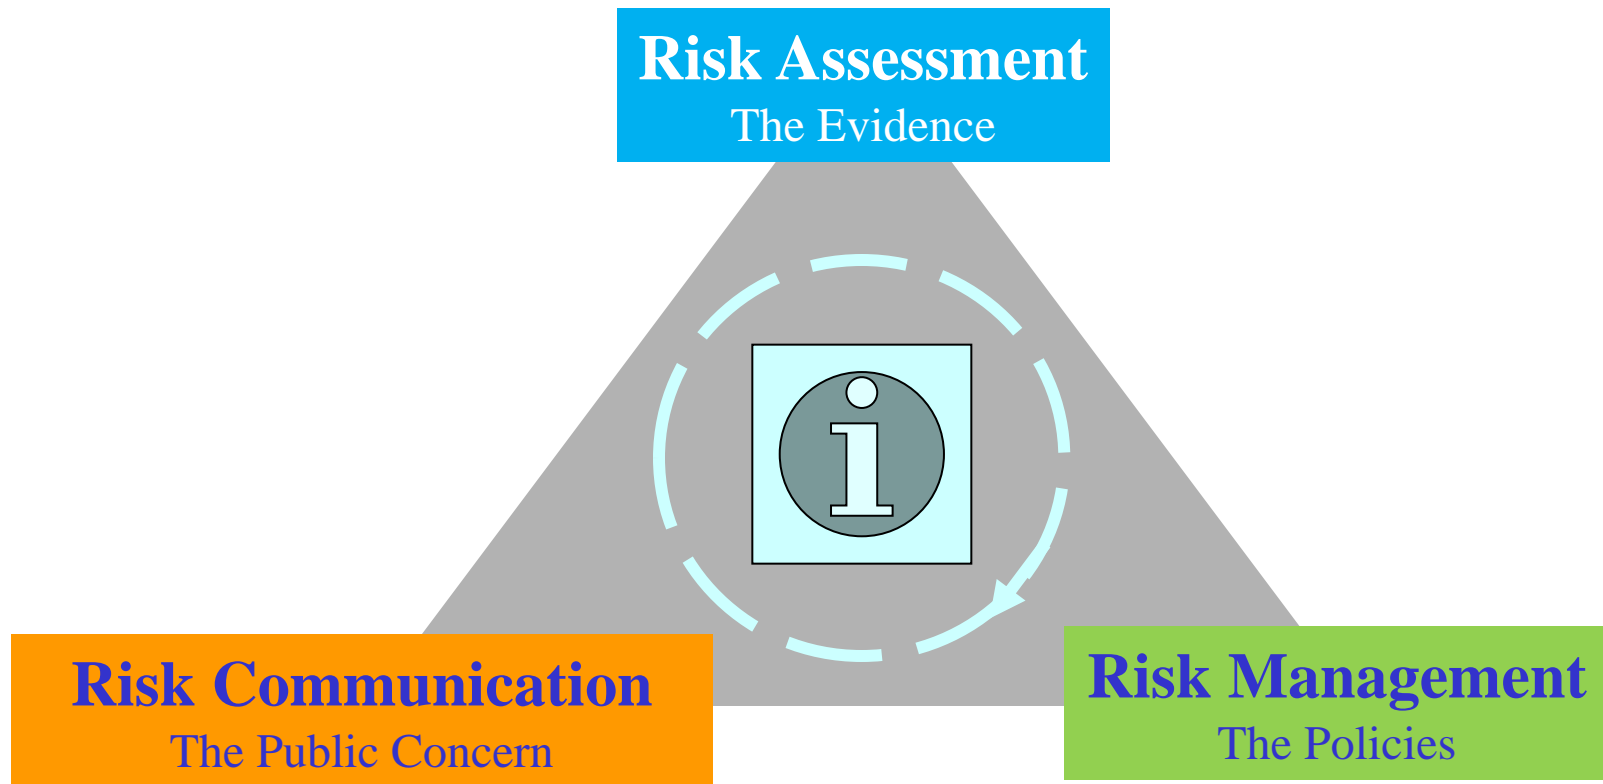 Risk Assessment
The Evidence
i
Risk Communication
The Public Concern
Risk Management
The Policies